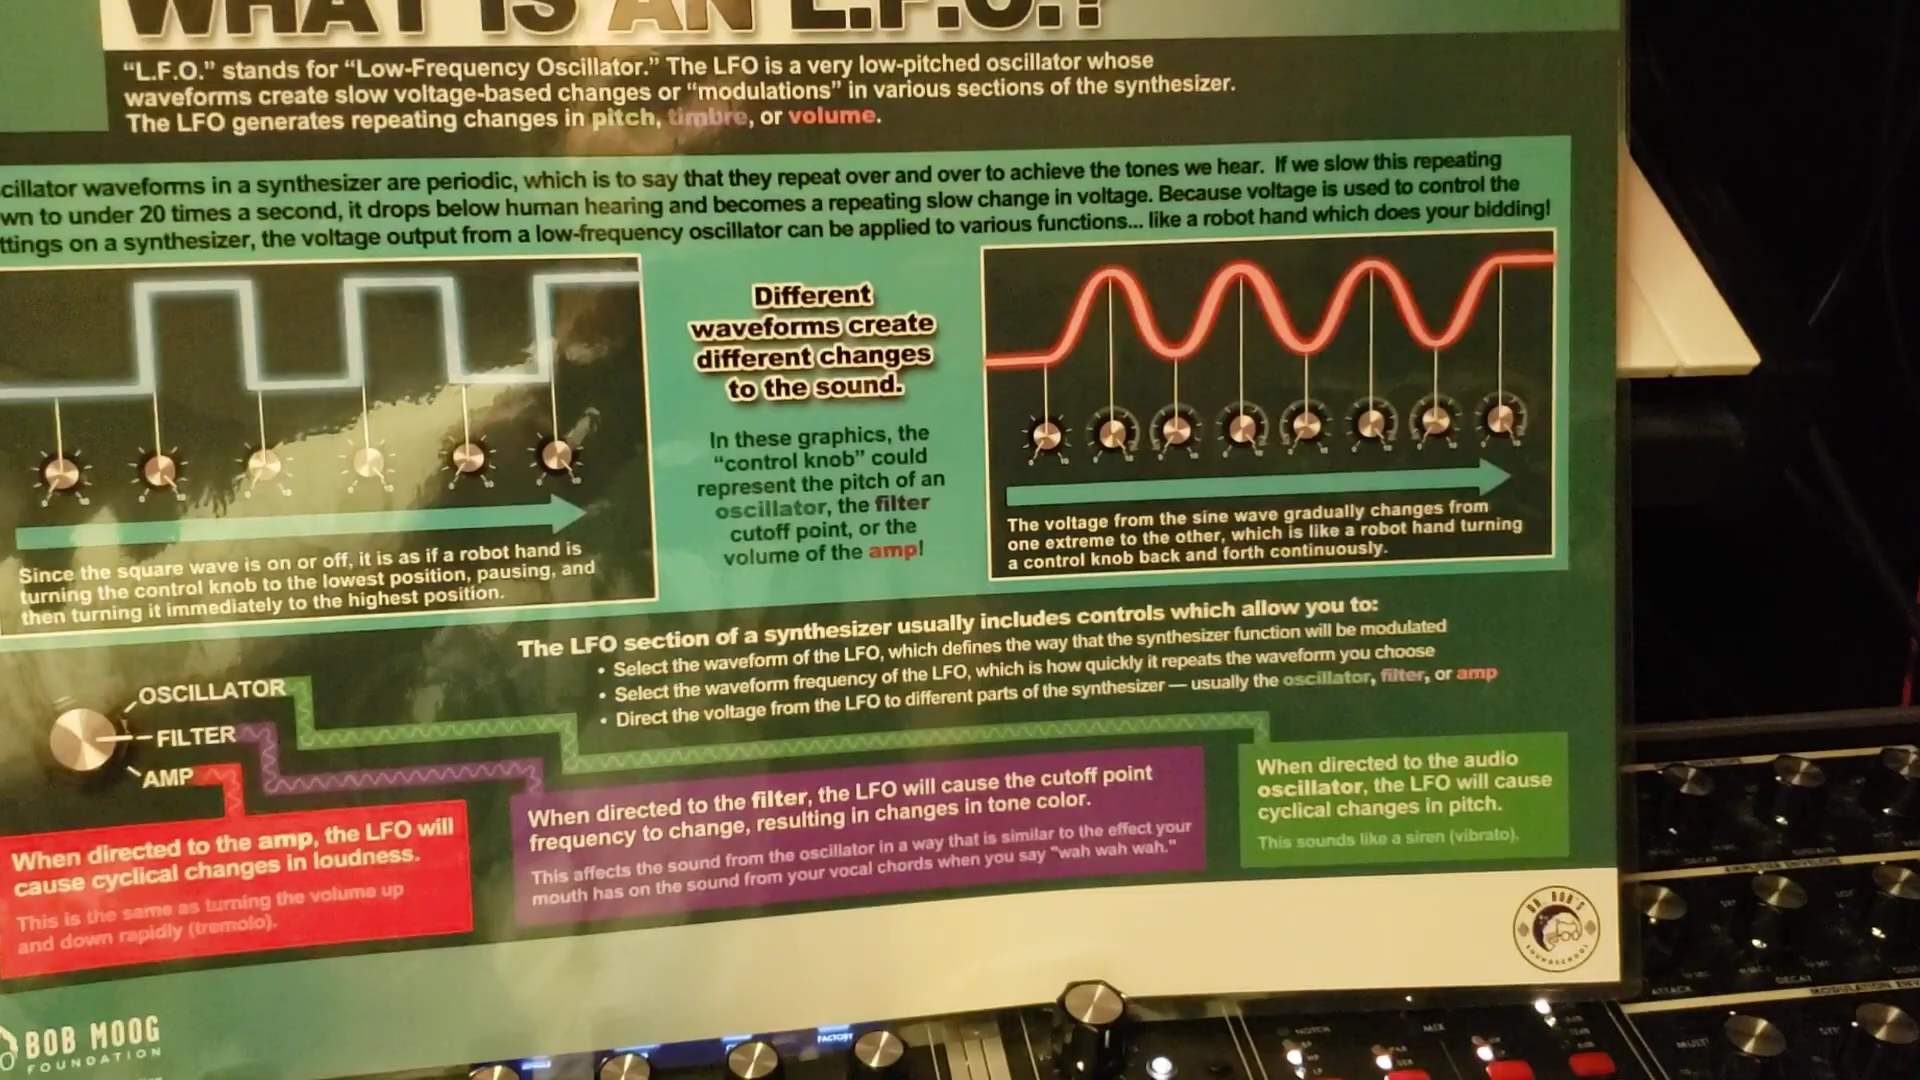 WHAT IS AN L.F.O.?
“L.F.O.” stands for “Low-Frequency Oscillator.” The LFO is a very low-pitched oscillator whose
waveforms create slow voltage-based changes or “modulations” in various sections of the synthesizer.
The LFO generates repeating changes in pitch, timbre, or volume.
cillator waveforms in a synthesizer are periodic, which is to say that they repeat over and over to achieve the tones we hear. If we slow this repeating
wn to under 20 times a second, it drops below human hearing and becomes a repeating slow change in voltage. Because voltage is used to control the
ttings on a synthesizer, the voltage output from a low-frequency oscillator can be applied to various functions... like a robot hand which does your bidding!
Since the square wave is on or off, it is as if a robot hand is
turning the control knob to the lowest position, pausing, and
then turning it immediately to the highest position.
Different
waveforms create
different changes
to the sound.
In these graphics, the
“control knob” could
represent the pitch of an
oscillator, the filter
cutoff point, or the
volume of the amp!
The voltage from the sine wave gradually changes from
one extreme to the other, which is like a robot hand turning
a control knob back and forth continuously.
The LFO section of a synthesizer usually includes controls which allow you to:
• Select the waveform of the LFO, which defines the way that the synthesizer function will be modulated
• Select the waveform frequency of the LFO, which is how quickly it repeats the waveform you choose
• Direct the voltage from the LFO to different parts of the synthesizer — usually the oscillator, filter, or amp
OSCILLATOR
FILTER
AMP
When directed to the amp, the LFO will
cause cyclical changes in loudness.
This is the same as turning the volume up
and down rapidly (tremolo).
When directed to the filter, the LFO will cause the cutoff point
frequency to change, resulting in changes in tone color.
This affects the sound from the oscillator in a way that is similar to the effect your
mouth has on the sound from your vocal chords when you say "wah wah wah."
When directed to the audio
oscillator, the LFO will cause
cyclical changes in pitch.
This sounds like a siren (vibrato).
DR. BOB'S
SOUNDSCHOOL
BOB MOOG
FOUNDATION
FACTORY
NOTCH
MIX
ATTACK
DECAY